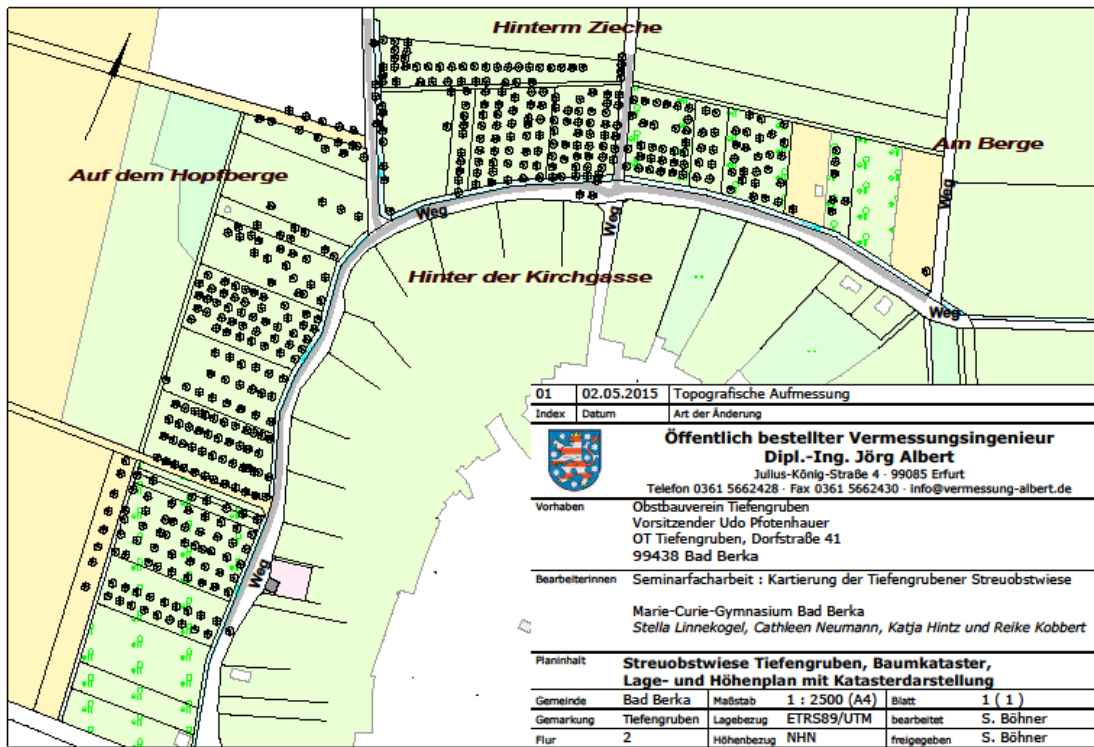 Hinterm Zieche
Am Berge
Auf dem Hopfberge
Weg
Weg
Weg
Hinter der Kirchgasse
Weg
Weg
01 02.05.2015 Topografische Aufmessung
Index Datum Art der Änderung
Öffentlich bestellter Vermessungsingenieur
Dipl.-Ing. Jörg Albert
Julius-König-Straße 4 · 99085 Erfurt
Telefon 0361 5662428 · Fax 0361 5662430 · info@vermessung-albert.de
Vorhaben Obstbauverein Tiefengruben
Vorsitzender Udo Pfotenhauer
OT Tiefengruben, Dorfstraße 41
99438 Bad Berka
Bearbeiterinnen Seminarfacharbeit : Kartierung der Tiefengrubener Streuobstwiese
Marie-Curie-Gymnasium Bad Berka
Stella Linnekogel, Cathleen Neumann, Katja Hintz und Reike Kobbert
Planinhalt Streuobstwiese Tiefengruben, Baumkataster,
Lage- und Höhenplan mit Katasterdarstellung
Gemeinde Bad Berka Maßstab 1 : 2500 (A4) Blatt 1 ( 1 )
Gemarkung Tiefengruben Lagebezug ETRS89/UTM bearbeitet S. Böhner
Flur 2 Höhenbezug NHN freigegeben S. Böhner